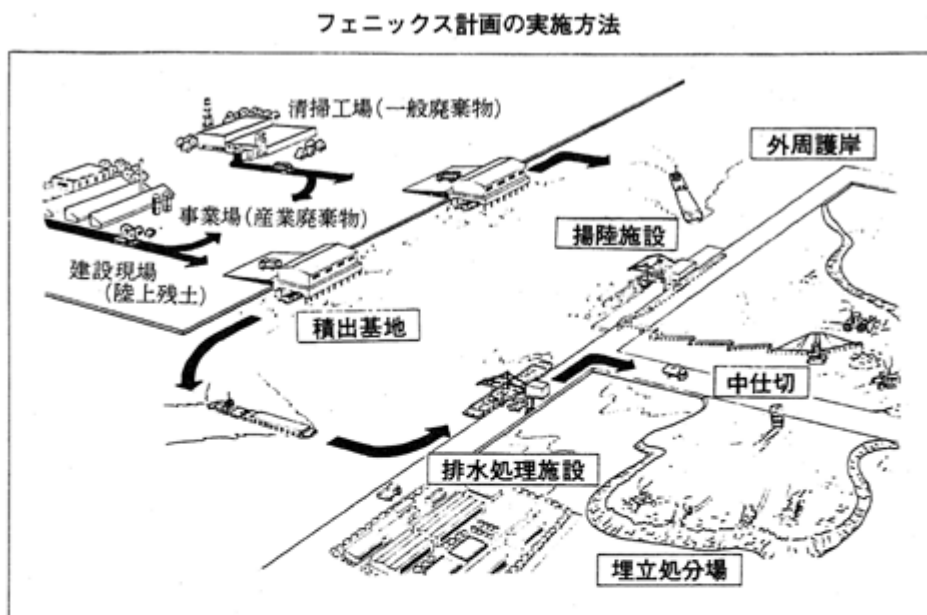 フェニックス計画の実施方法
清掃工場(一般廃棄物)
外周護岸
事業場(産業廃棄物)
揚陸施設
建設現場
(陸上残土)
積出基地
中仕切
排水処理施設
埋立処分場